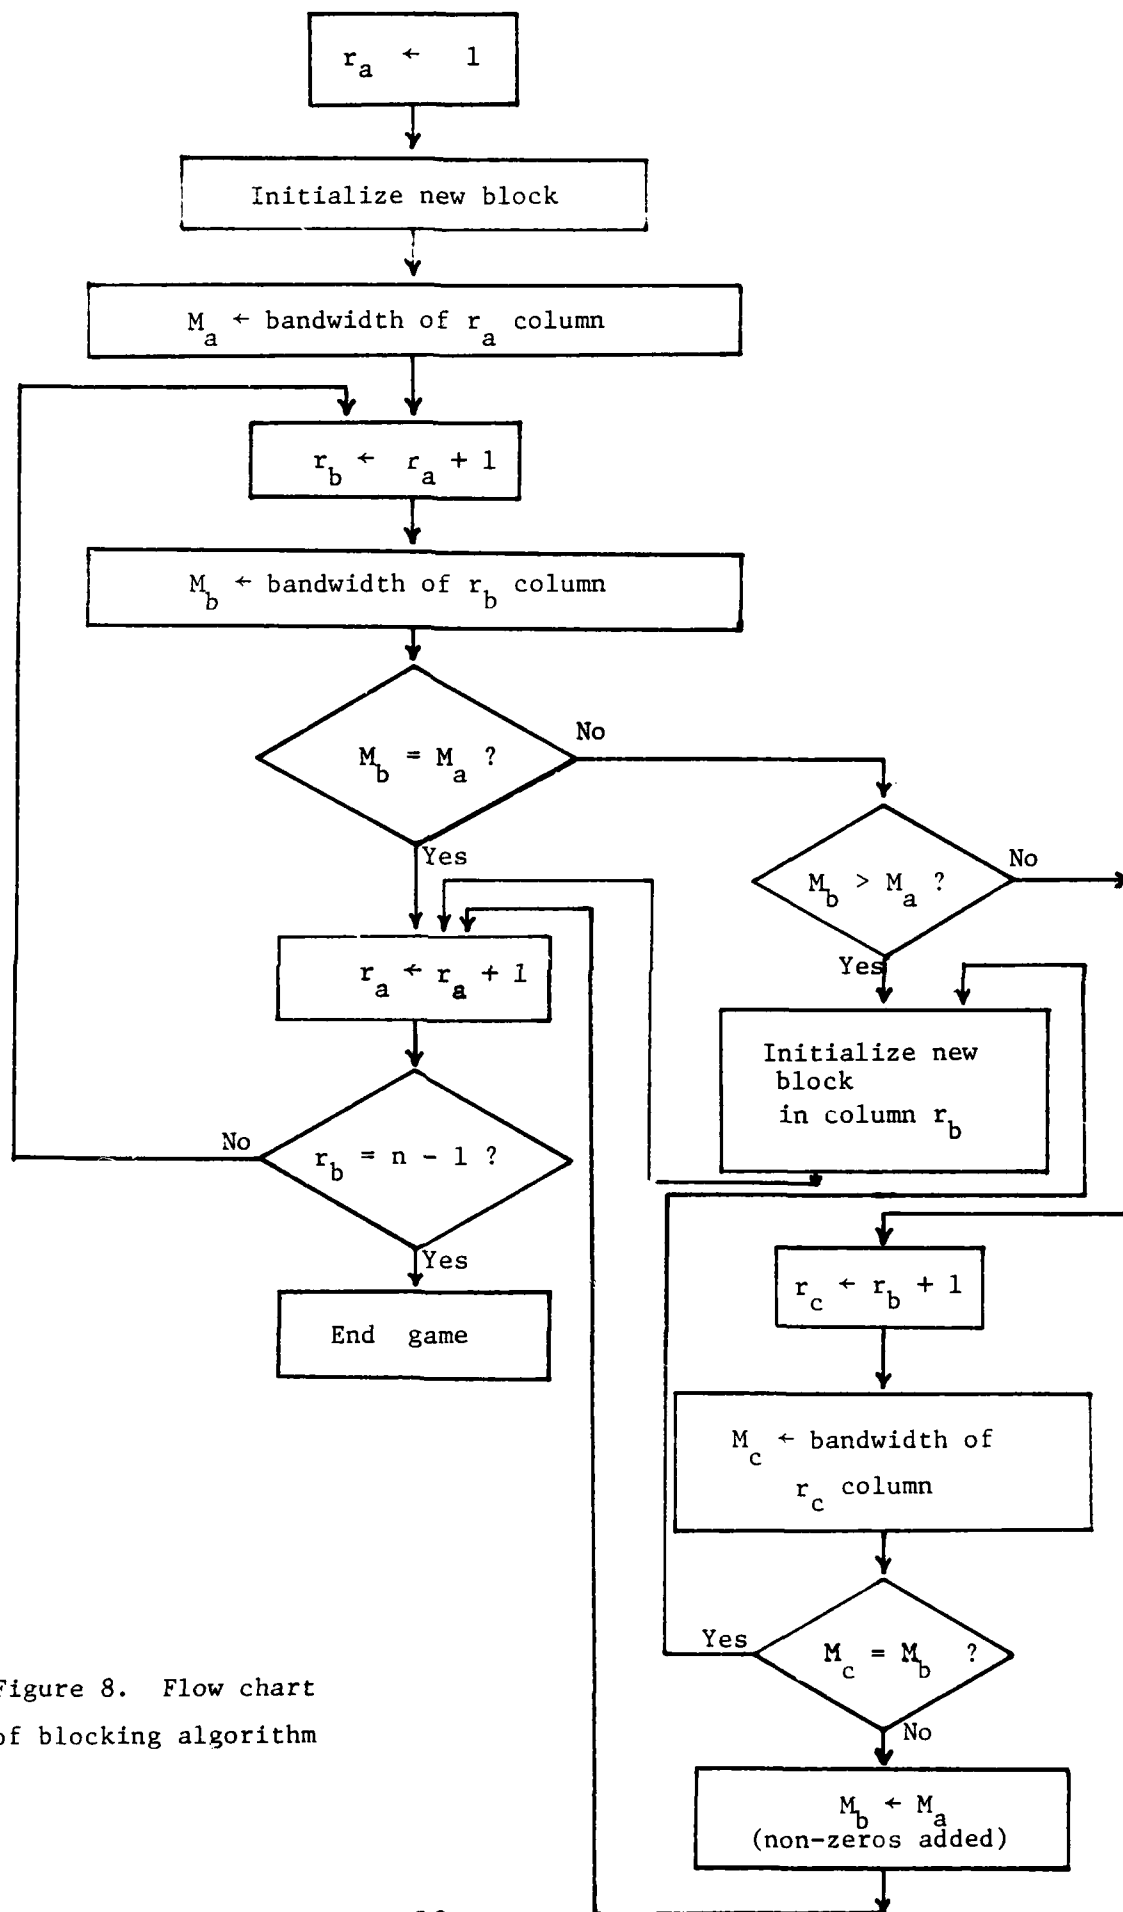 r_a ← 1
Initialize new block
M_a ← bandwidth of r_a column
r_b ← r_a + 1
M_b ← bandwidth of r_b column
M_b = M_a ?
No
Yes
M_b > M_a ?
No
Yes
r_a ← r_a + 1
Initialize new
block
in column r_b
r_b = n - 1 ?
No
Yes
End game
r_c ← r_b + 1
M_c ← bandwidth of
r_c column
M_c = M_b ?
Yes
No
M_b ← M_a
(non-zeros added)
Figure 8. Flow chart
of blocking algorithm